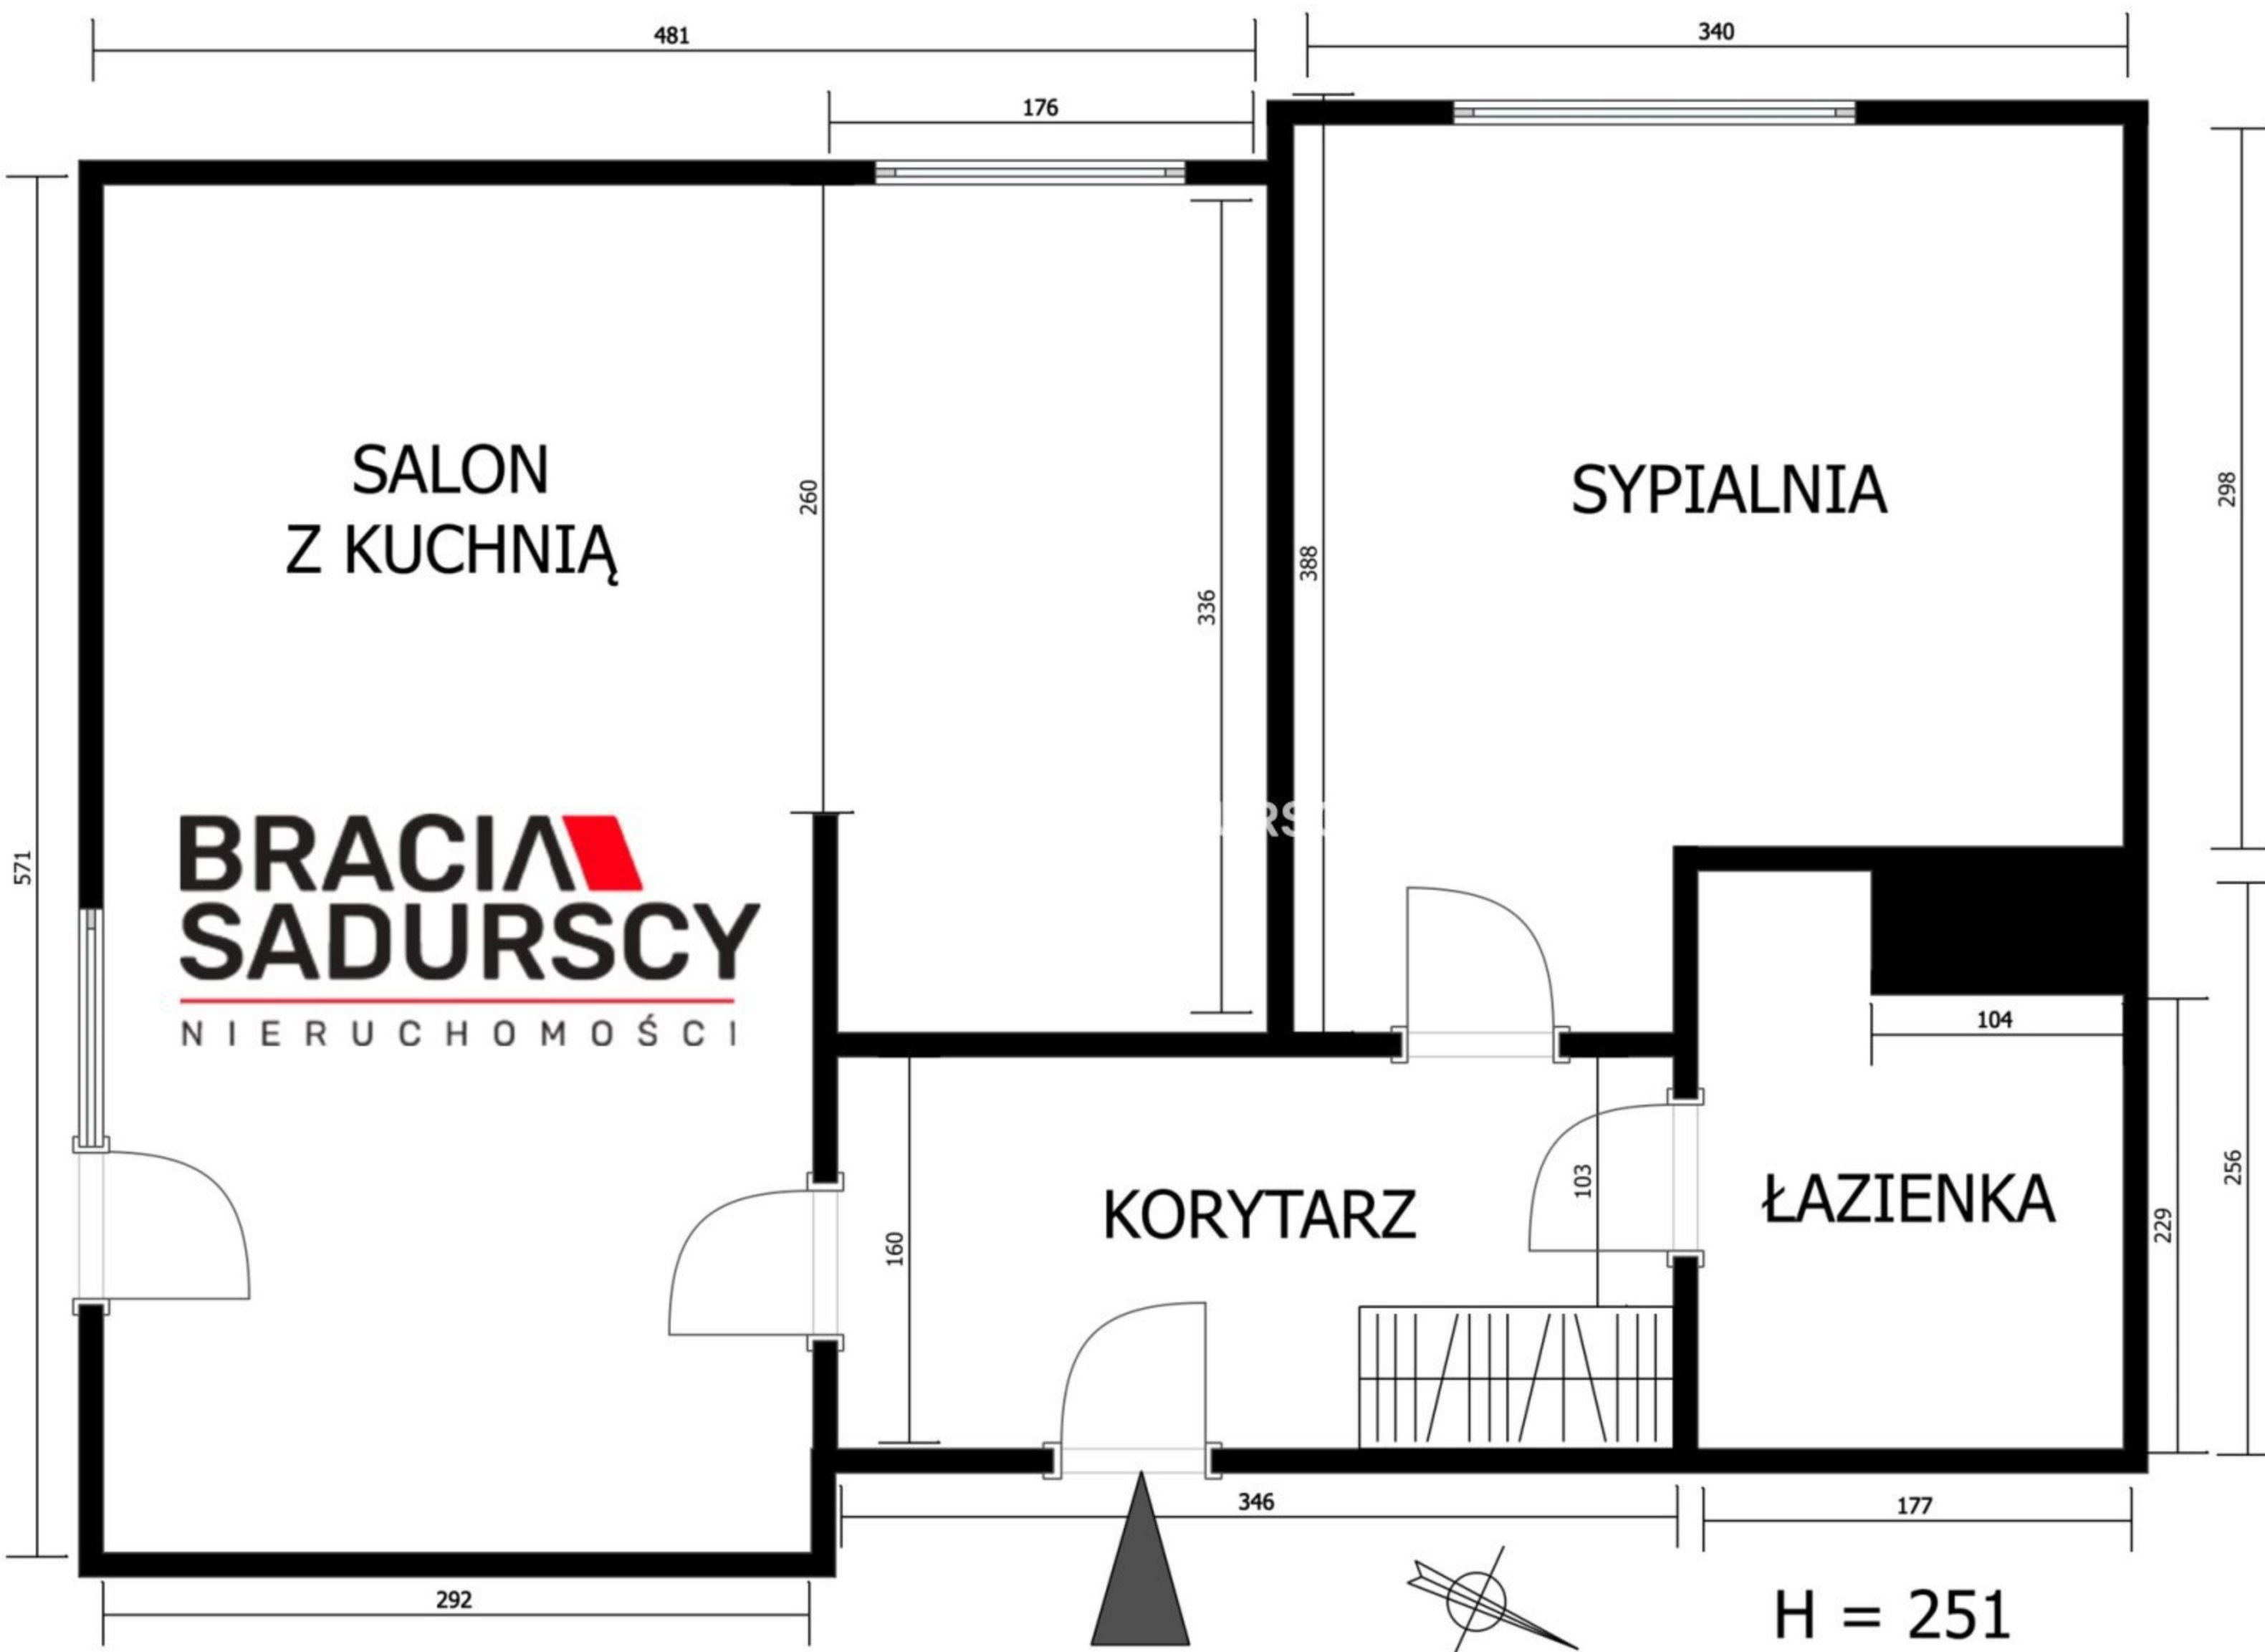 481
340
176
SALON
Z KUCHNIĄ
260
336
388
SYPIALNIA
298
571
BRACIA
SADURSCY
NIERUCHOMOŚCI
104
160
KORYTARZ
103
ŁAZIENKA
229
256
346
177
292
H = 251